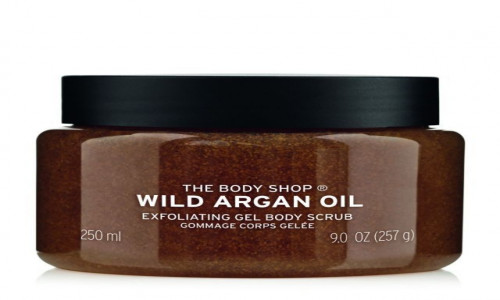 THE BODY SHOP ®
WILD ARGAN OIL
EXFOLIATING GEL BODY SCRUB
GOMMAGE CORPS GELÉE
250 ml 9.0 OZ (257 g)